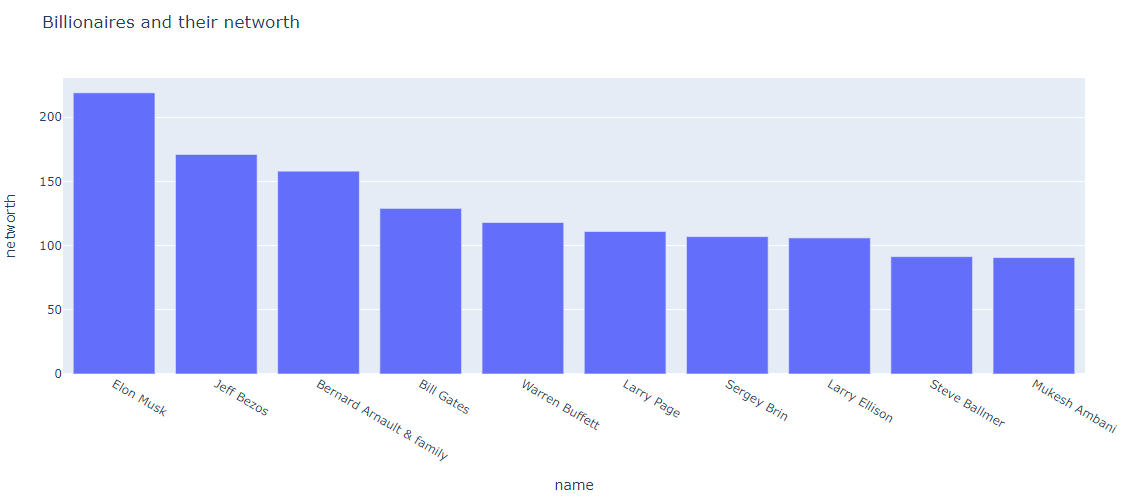 Billionaires and their networth
networth
200
150
100
50
0
Elon Musk
Jeff Bezos
Bernard Arnault & family
Bill Gates
Warren Buffett
Larry Page
Sergey Brin
Larry Ellison
Steve Ballmer
Mukesh Ambani
name